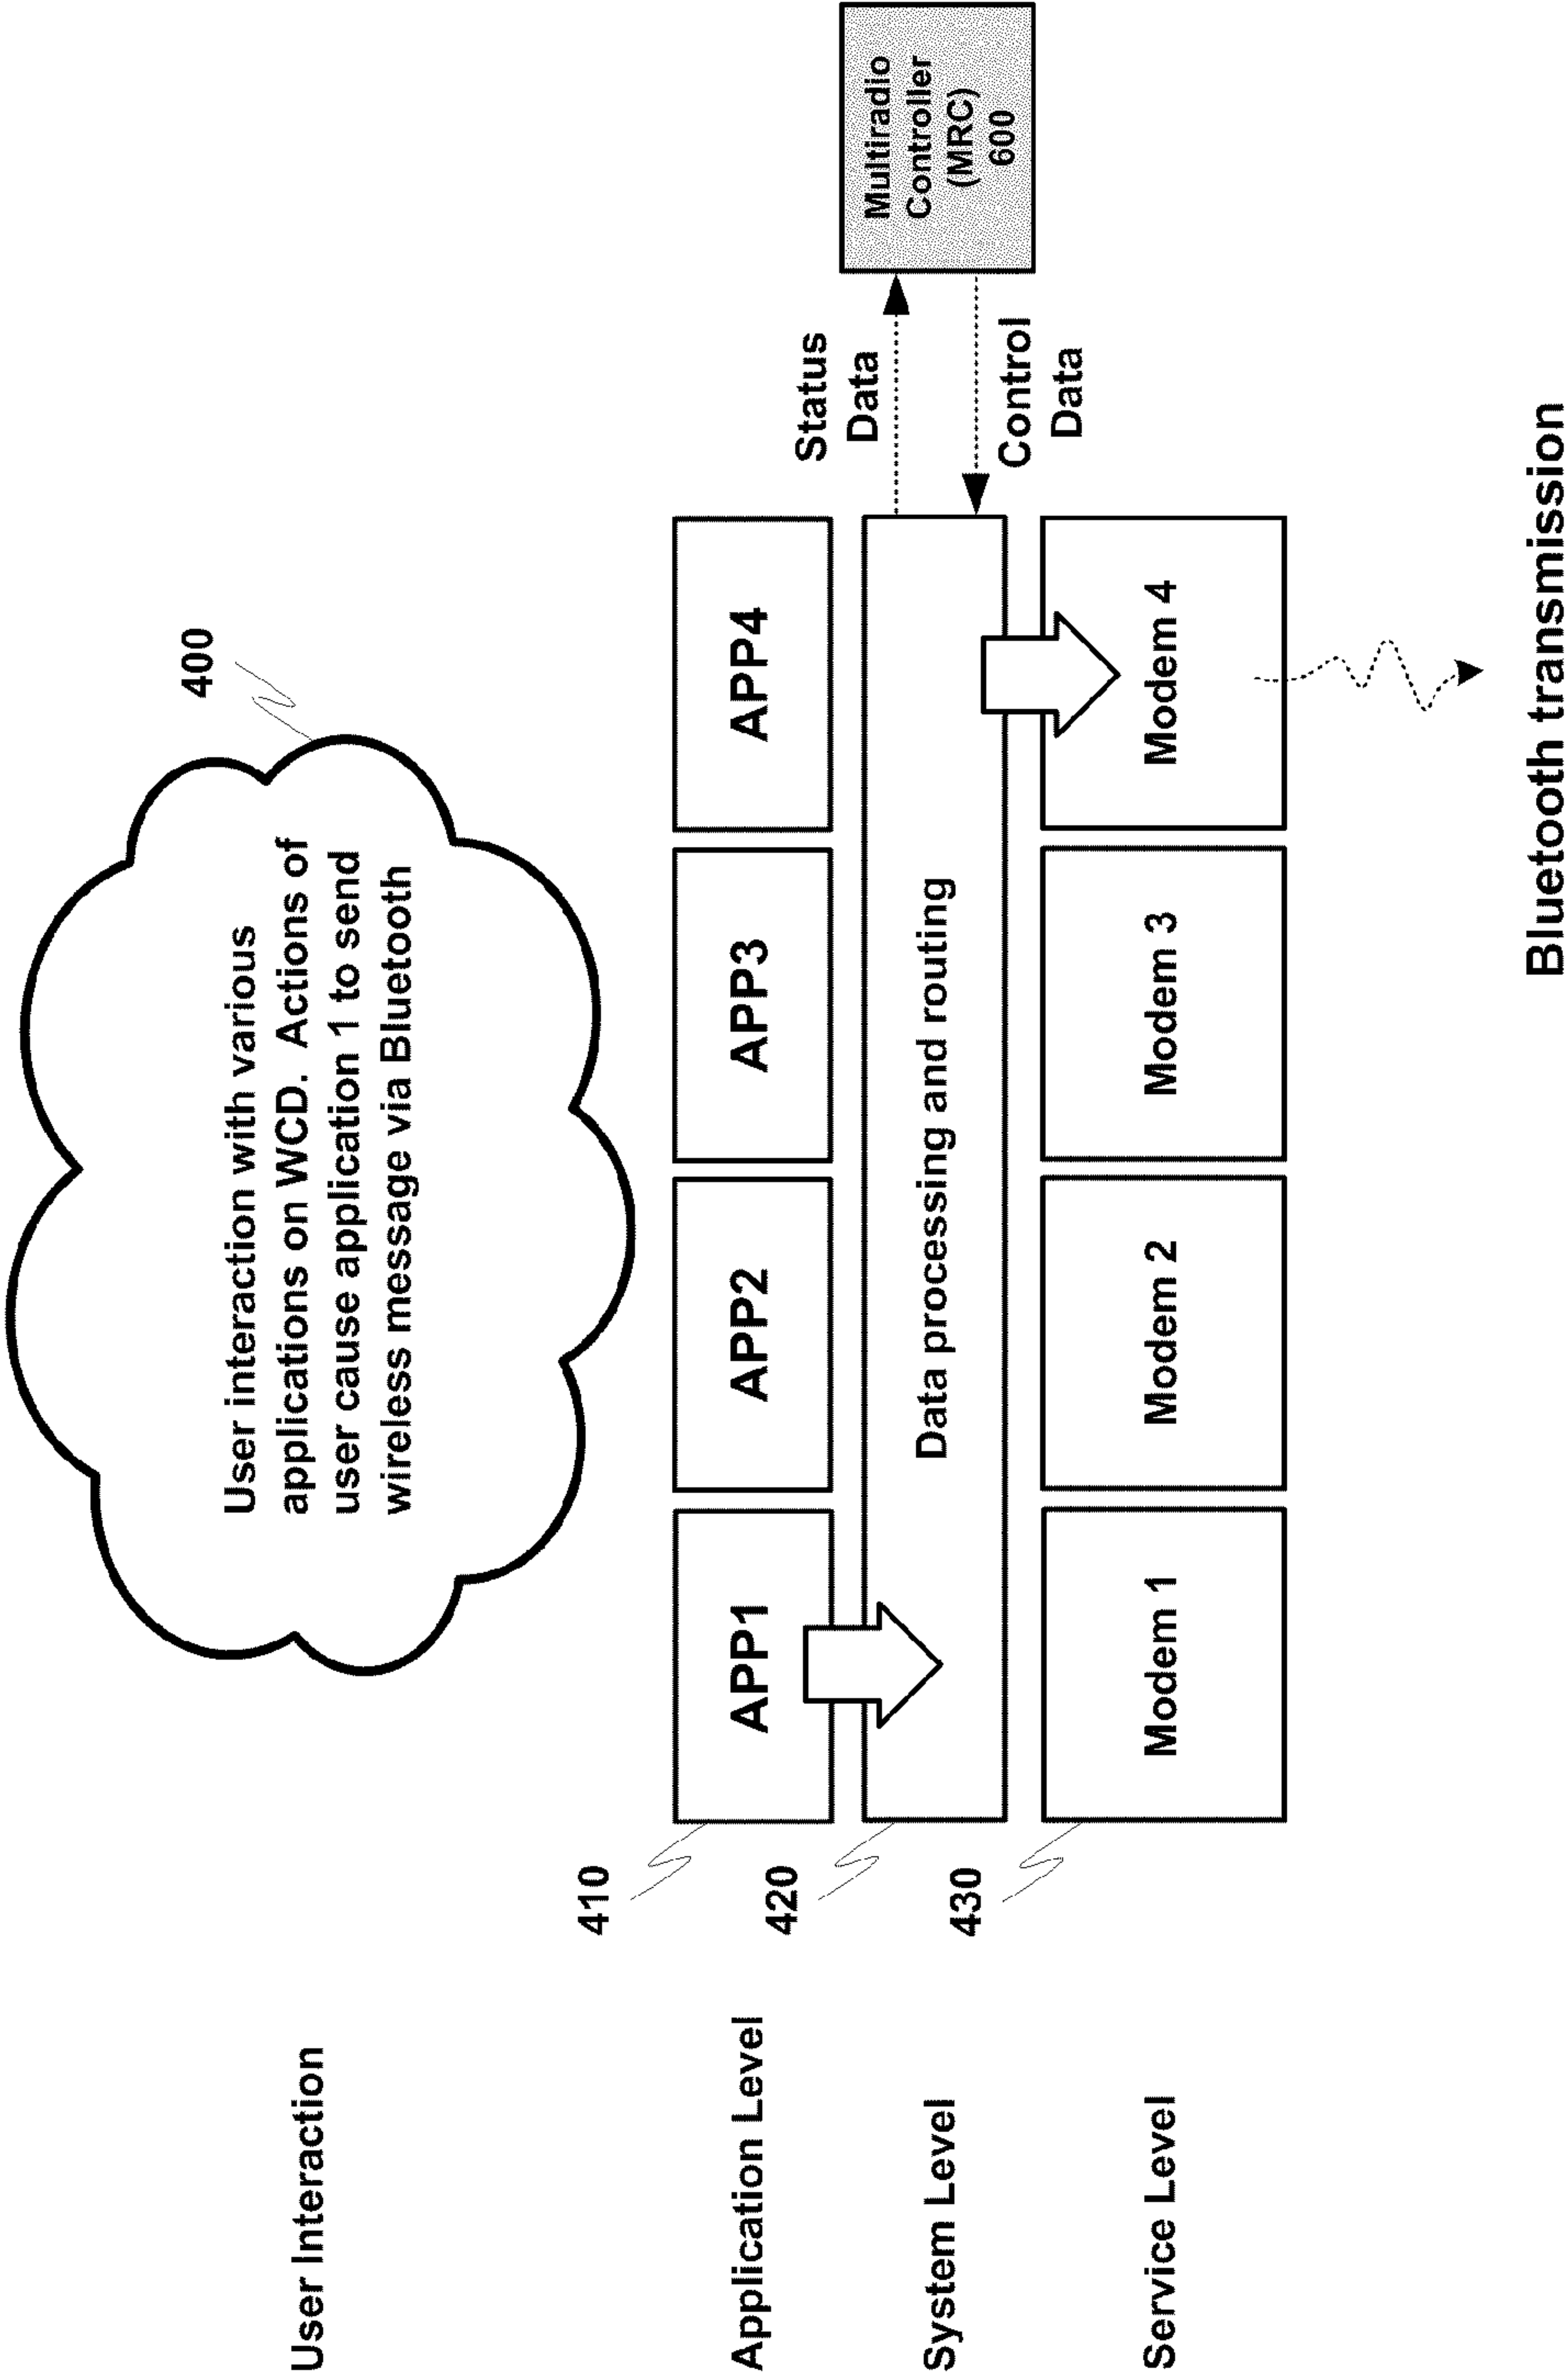 400
User Interaction
User interaction with various
applications on WCD. Actions of
user cause application 1 to send
wireless message via Bluetooth
410
Application Level
APP1
APP2
APP3
APP4
420
System Level
Data processing and routing
Status
Data
Control
Data
Multiradio
Controller
(MRC)
600
430
Service Level
Modem 1
Modem 2
Modem 3
Modem 4
Bluetooth transmission